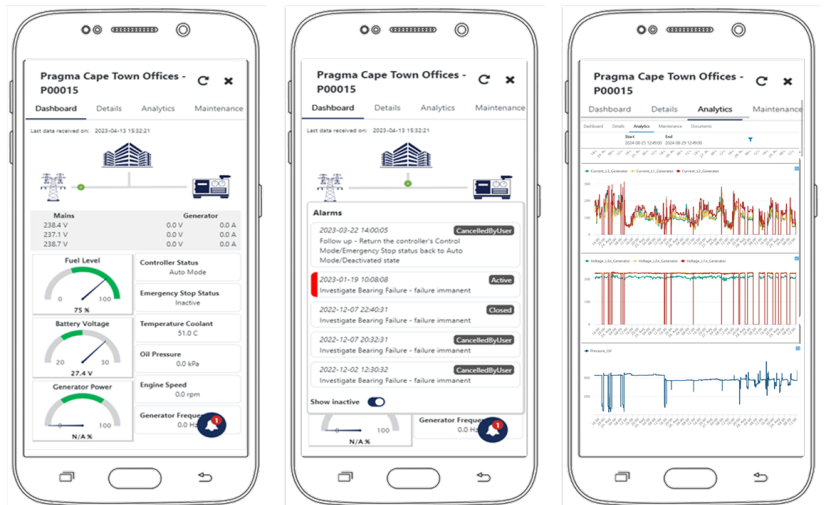 Pragma Cape Town Offices -
P00015
Dashboard Details Analytics Maintenance
Last data received on: 2023-04-13 15:32:21
Mains Generator
238.4 V 0.0 V 0.0 A
237.1 V 0.0 V 0.0 A
238.7 V 0.0 V 0.0 A
Fuel Level
0 100
75 %
Controller Status
Auto Mode
Emergency Stop Status
Inactive
Battery Voltage
20 30
27.4 V
Temperature Coolant
51.0 C
Oil Pressure
0.0 kPa
Generator Power
0 100
N/A %
Engine Speed
0.0 rpm
Generator Freque
0.0 Hz
1
Pragma Cape Town Offices -
P00015
Dashboard Details Analytics Maintenance
Last data received on: 2023-04-13 15:32:21
Alarms
2023-03-22 14:00:05 CancelledByUser
Follow up - Return the controller's Control
Mode/Emergency Stop status back to Auto
Mode/Deactivated state
2023-01-19 10:08:08 Active
Investigate Bearing Failure - failure immanent
2022-12-07 22:40:31 Closed
Investigate Bearing Failure - failure immanent
2022-12-07 20:32:31 CancelledByUser
Investigate Bearing Failure - failure immanent
2022-12-02 12:30:32 CancelledByUser
Investigate Bearing Failure - failure immanent
Show inactive
0 100
N/A %
Generator Freque
0.0 Hz
1
Pragma Cape Town Offices -
P00015
Dashboard Details Analytics Maintenance
Dashboard Details Analytics Maintenance Documents
Start End
Current_L3_Generator Current_L1_Generator Current_L2_Generator
Pressure_Oil